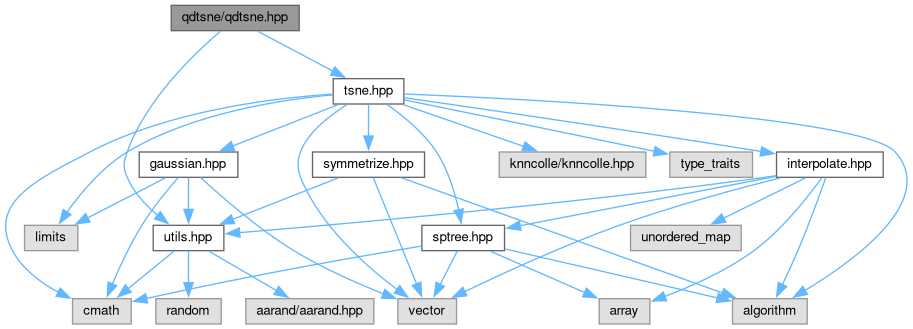 qdtsne/qdtsne.hpp
tsne.hpp
gaussian.hpp
symmetrize.hpp
knncolle/knncolle.hpp
type_traits
interpolate.hpp
limits
utils.hpp
sptree.hpp
unordered_map
cmath
random
aarand/aarand.hpp
vector
array
algorithm